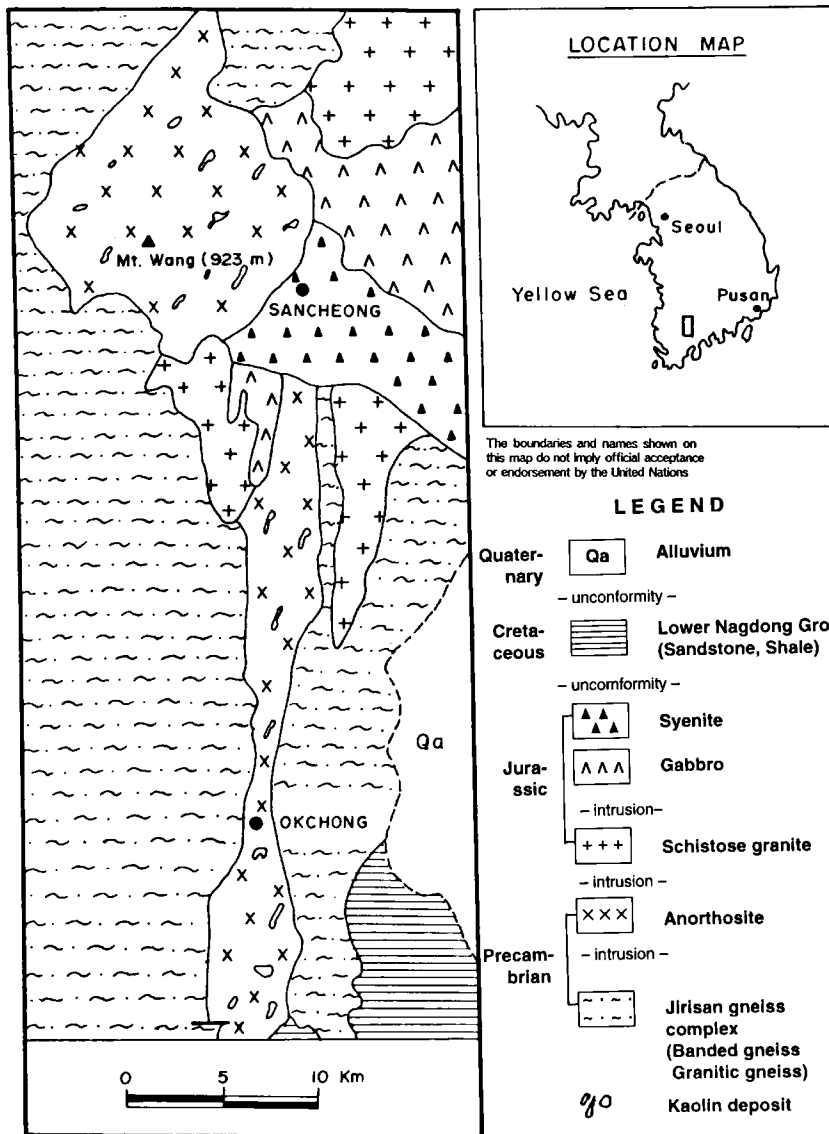 Mt. Wang (923 m)
SANCHEONG
Qa
OKCHONG
0 5 10 Km
LOCATION MAP
Seoul
Yellow Sea
Pusan
The boundaries and names shown on
this map do not imply official acceptance
or endorsement by the United Nations
LEGEND
Quater-
nary
Qa
Alluvium
– unconformity –
Creta-
ceous
Lower Nagdong Gro
(Sandstone, Shale)
– uncornformity –
Syenite
Jura-
ssic
Gabbro
– intrusion–
Schistose granite
– intrusion –
Anorthosite
Precam-
brian
– intrusion –
Jirisan gneiss
complex
(Banded gneiss
Granitic gneiss)
Kaolin deposit